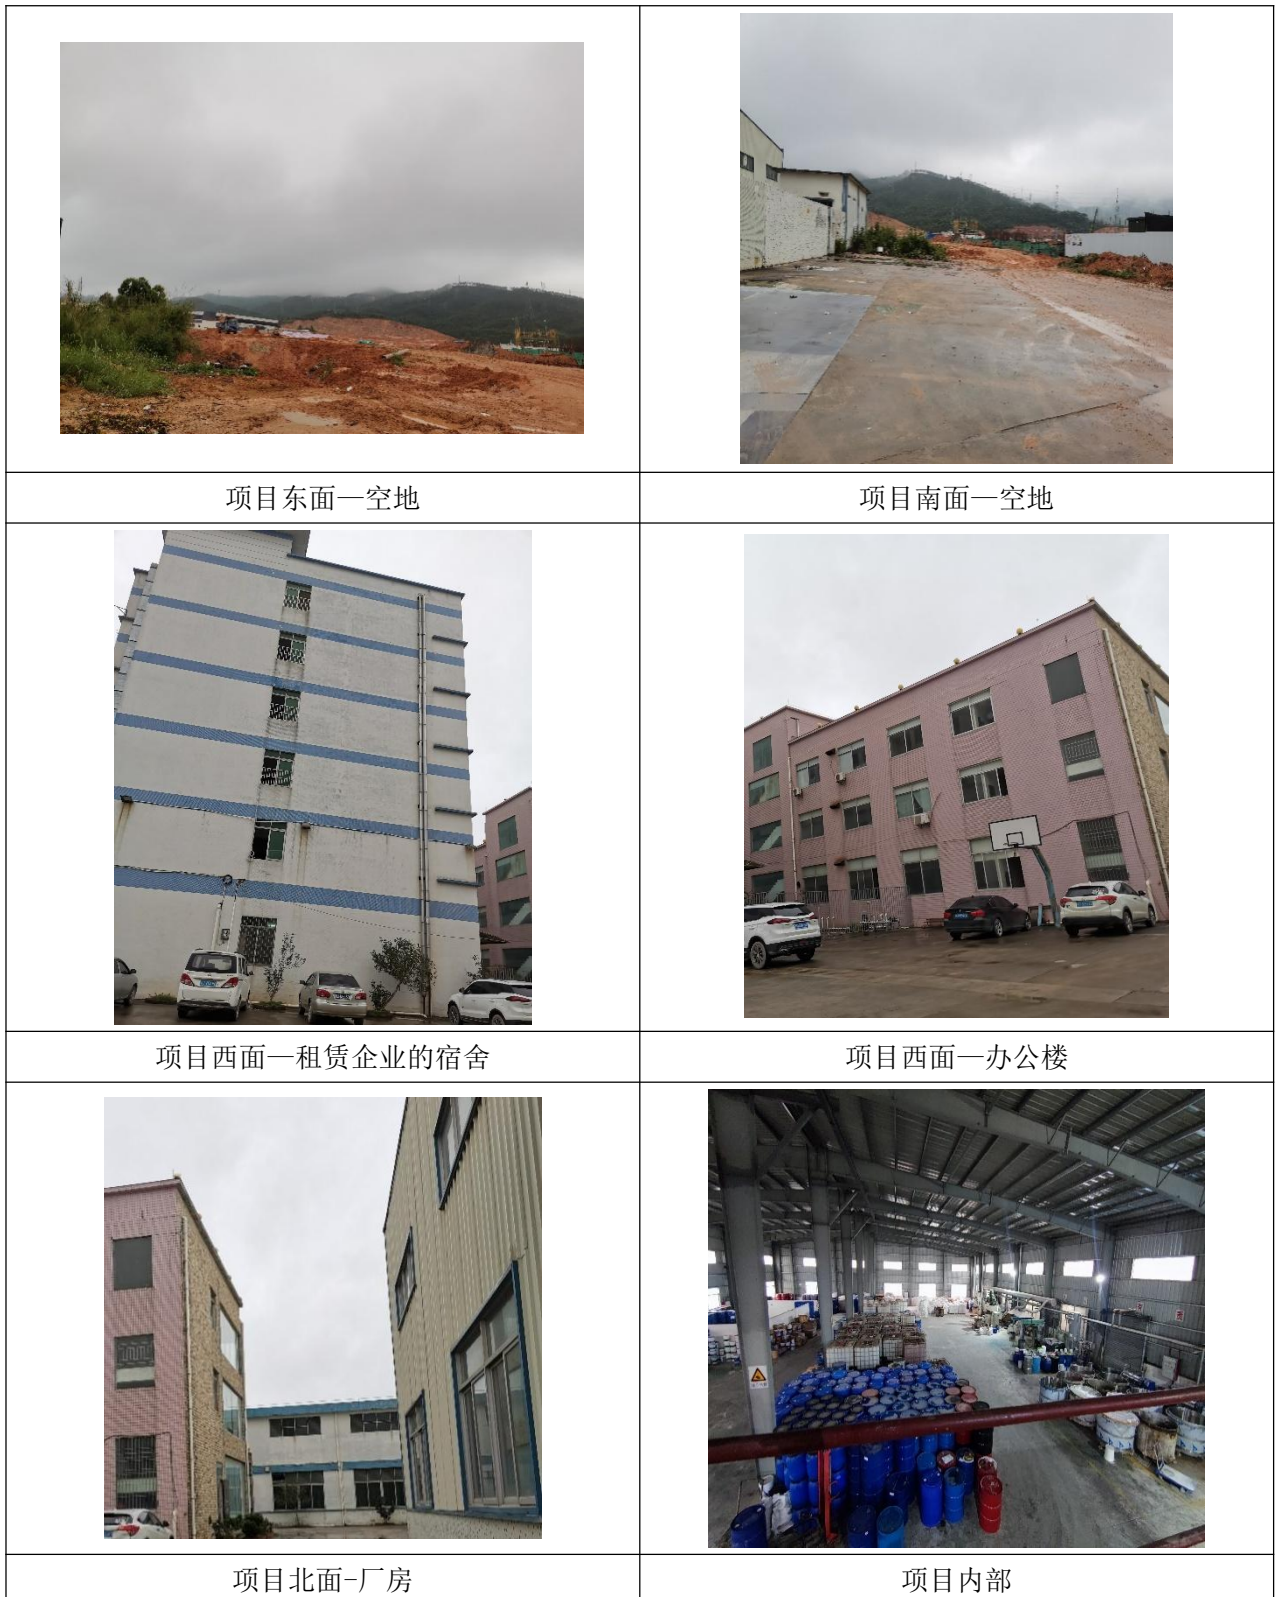 项目东面—空地
项目南面—空地
项目西面—租赁企业的宿舍
项目西面—办公楼
项目北面-厂房
项目内部